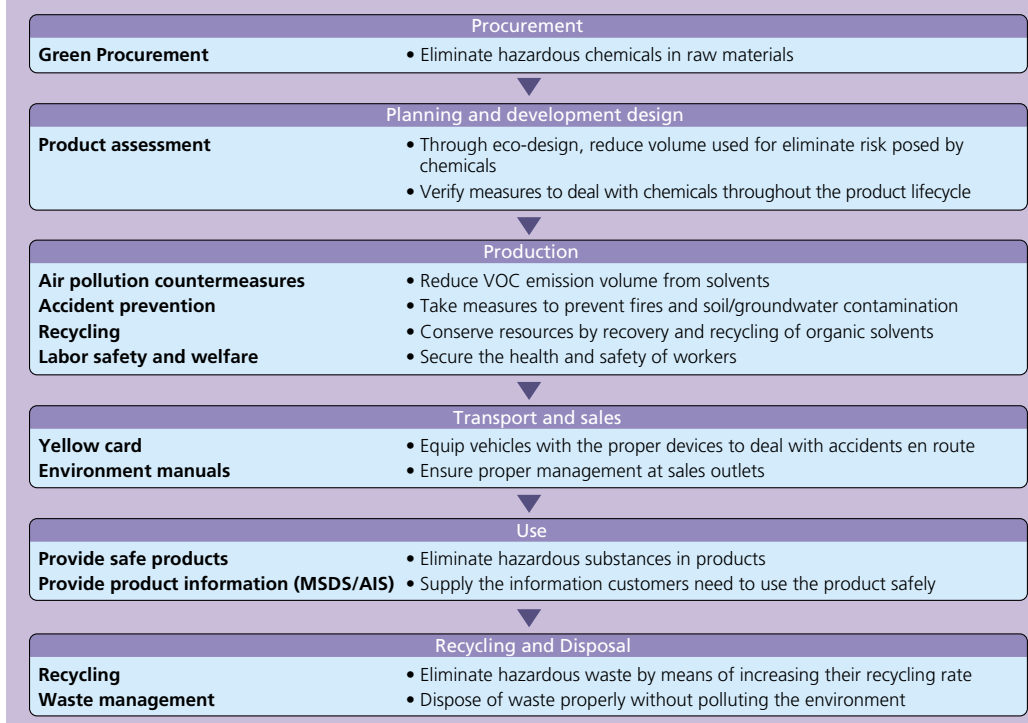 Procurement
Green Procurement • Eliminate hazardous chemicals in raw materials
Planning and development design
Product assessment • Through eco-design, reduce volume used for eliminate risk posed by
chemicals
• Verify measures to deal with chemicals throughout the product lifecycle
Production
Air pollution countermeasures • Reduce VOC emission volume from solvents
Accident prevention • Take measures to prevent fires and soil/groundwater contamination
Recycling • Conserve resources by recovery and recycling of organic solvents
Labor safety and welfare • Secure the health and safety of workers
Transport and sales
Yellow card • Equip vehicles with the proper devices to deal with accidents en route
Environment manuals • Ensure proper management at sales outlets
Use
Provide safe products • Eliminate hazardous substances in products
Provide product information (MSDS/AIS) • Supply the information customers need to use the product safely
Recycling and Disposal
Recycling • Eliminate hazardous waste by means of increasing their recycling rate
Waste management • Dispose of waste properly without polluting the environment